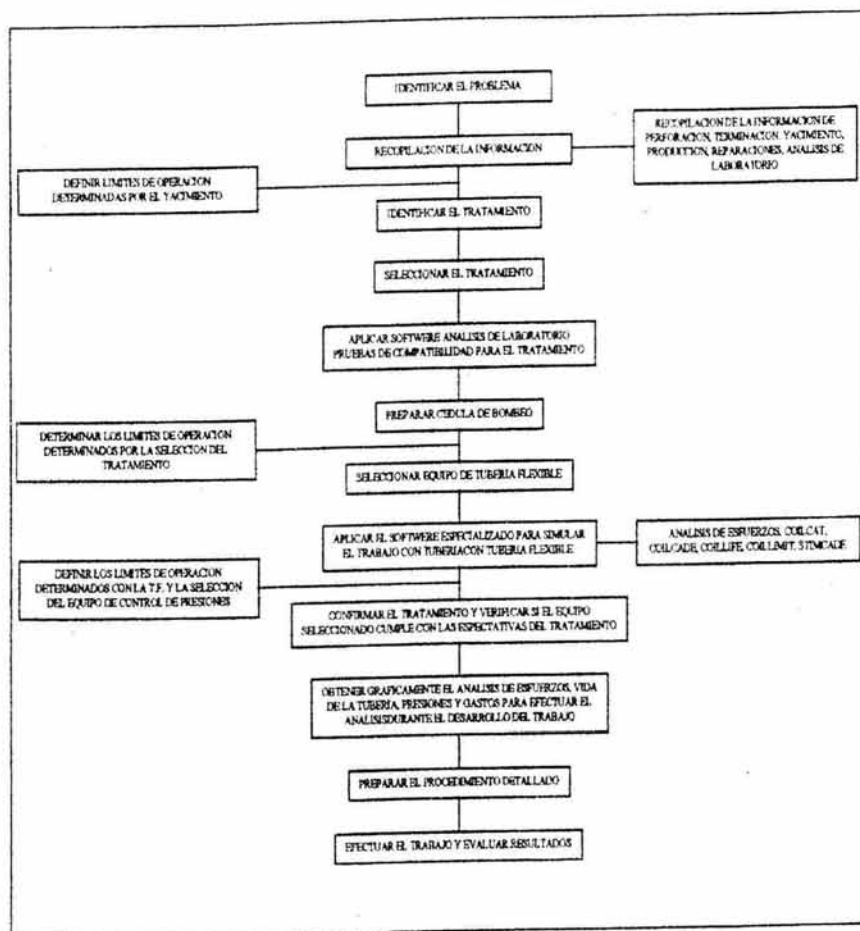 IDENTIFICAR EL PROBLEMA
RECOPILACION DE LA INFORMACION
RECOPILACION DE LA INFORMACION DE
PERFORACION, TERMINACION, YACIMIENTO,
PRODUCCION, REPARACIONES, ANALISIS DE
LABORATORIO
DEFINIR LIMITES DE OPERACION
DETERMINADAS POR EL YACIMIENTO
IDENTIFICAR EL TRATAMIENTO
SELECCIONAR EL TRATAMIENTO
APLICAR SOFTWERE ANALISIS DE LABORATORIO
PRUEBAS DE COMPATIBILIDAD PARA EL TRATAMIENTO
PREPARAR CEDULA DE BOMBEO
DETERMINAR LOS LIMITES DE OPERACION
DETERMINADOS POR LA SELECCION DEL
TRATAMIENTO
SELECCIONAR EQUIPO DE TUBERIA FLEXIBLE
APLICAR EL SOFTWERE ESPECIALIZADO PARA SIMULAR
EL TRABAJO CON TUBERIACON TUBERIA FLEXIBLE
ANALISIS DE ESFUERZOS, COILCAT,
COILCADE, COILLIFE, COILLIMIT, STIMCADE
DEFINIR LOS LIMITES DE OPERACION
DETERMINADOS CON LA T.F. Y LA SELECCION
DEL EQUIPO DE CONTROL DE PRESIONES
CONFIRMAR EL TRATAMIENTO Y VERIFICAR SI EL EQUIPO
SELECCIONADO CUMPLE CON LAS ESPECTATIVAS DEL TRATAMIENTO
OBTENER GRAFICAMENTE EL ANALISIS DE ESFUERZOS, VIDA
DE LA TUBERIA, PRESIONES Y GASTOS PARA EFECTUAR EL
ANALISISDURANTE EL DESARROLLO DEL TRABAJO
PREPARAR EL PROCEDIMIENTO DETALLADO
EFECTUAR EL TRABAJO Y EVALUAR RESULTADOS